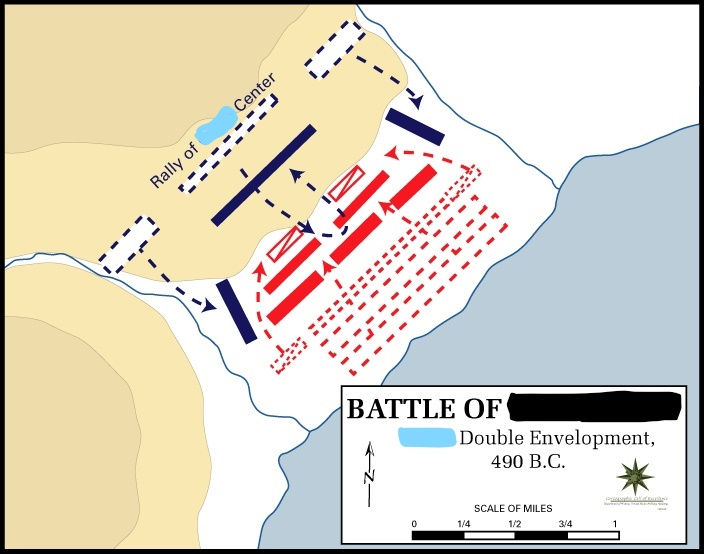 Rally of Center
BATTLE OF
Double Envelopment,
490 B.C.
N
SCALE OF MILES
0 1/4 1/2 3/4 1